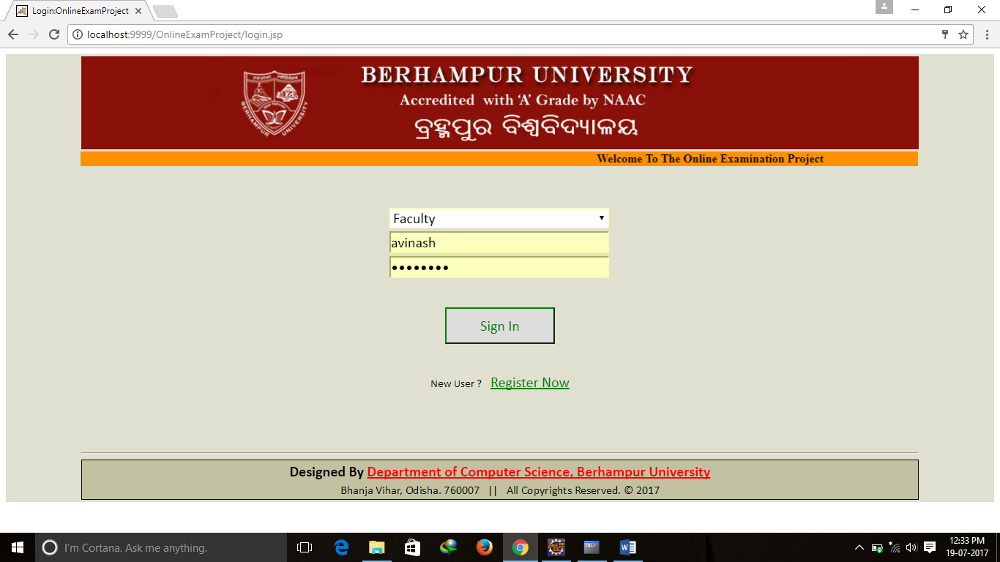 Login:OnlineExamProject
localhost:9999/OnlineExamProject/login.jsp
BERHAMPUR UNIVERSITY
Accredited with ‘A’ Grade by NAAC
ବ୍ରହ୍ମପୁର ବିଶ୍ୱବିଦ୍ୟାଳୟ
BERHAMPUR UNIVERSITY
Welcome To The Online Examination Project
Faculty
avinash
••••••••
Sign In
New User ? Register Now
Designed By Department of Computer Science, Berhampur University
Bhanja Vihar, Odisha. 760007 || All Copyrights Reserved. © 2017
I'm Cortana. Ask me anything.
12:33 PM
19-07-2017